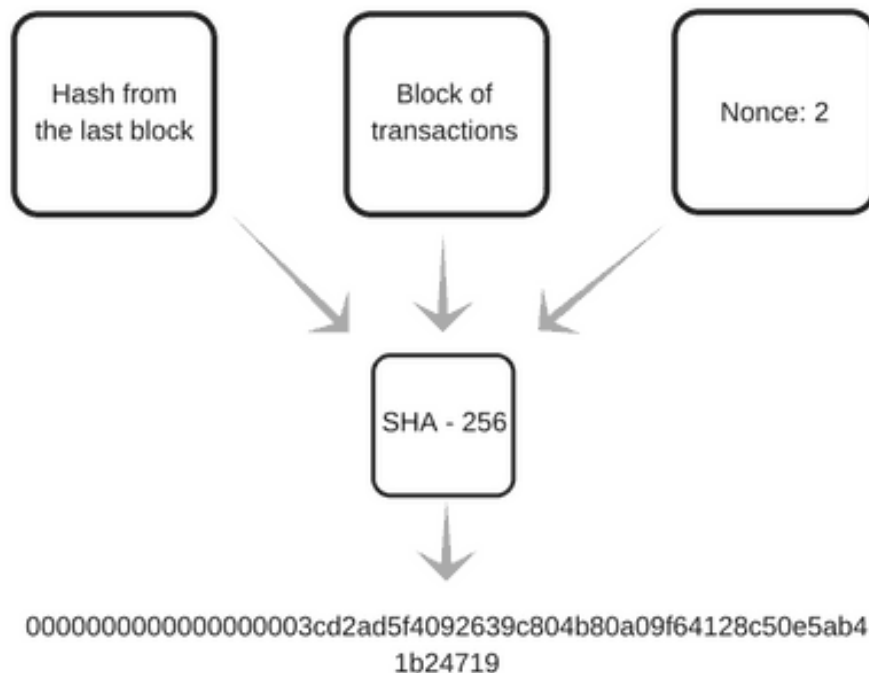 Hash from
the last block
Block of
transactions
Nonce: 2
SHA - 256
0000000000000000003cd2ad5f4092639c804b80a09f64128c50e5ab4
1b24719